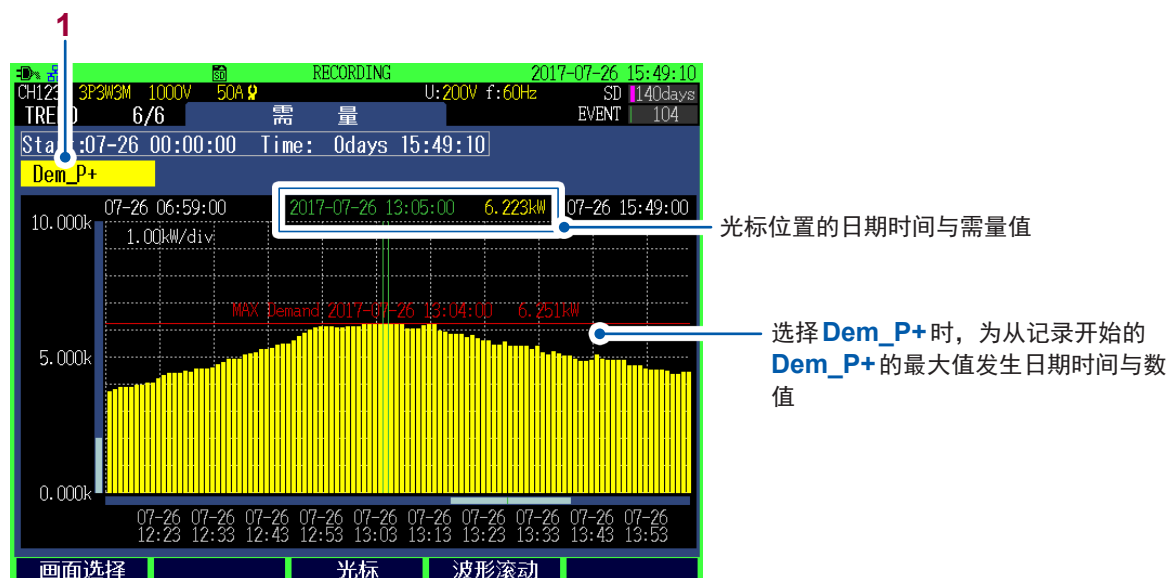 1
SD RECORDING 2017-07-26 15:49:10
CH123 3P3W3M 1000V 50A U:200V f:60Hz SD 140days
TREND 6/6 需 量 EVENT 104
Start:07-26 00:00:00 Time: 0days 15:49:10
Dem_P+
07-26 06:59:00 2017-07-26 13:05:00 6.223kW 07-26 15:49:00
光标位置的日期时间与需量值
10.000k
1.00kW/div
MAX Demand 2017-07-26 13:04:00 6.251kW
选择 Dem_P+ 时，为从记录开始的
Dem_P+ 的最大值发生日期时间与数
值
5.000k
0.000k
07-26 07-26 07-26 07-26 07-26 07-26 07-26 07-26 07-26 07-26
12:23 12:33 12:43 12:53 13:03 13:13 13:23 13:33 13:43 13:53
画面选择 光标 波形滚动